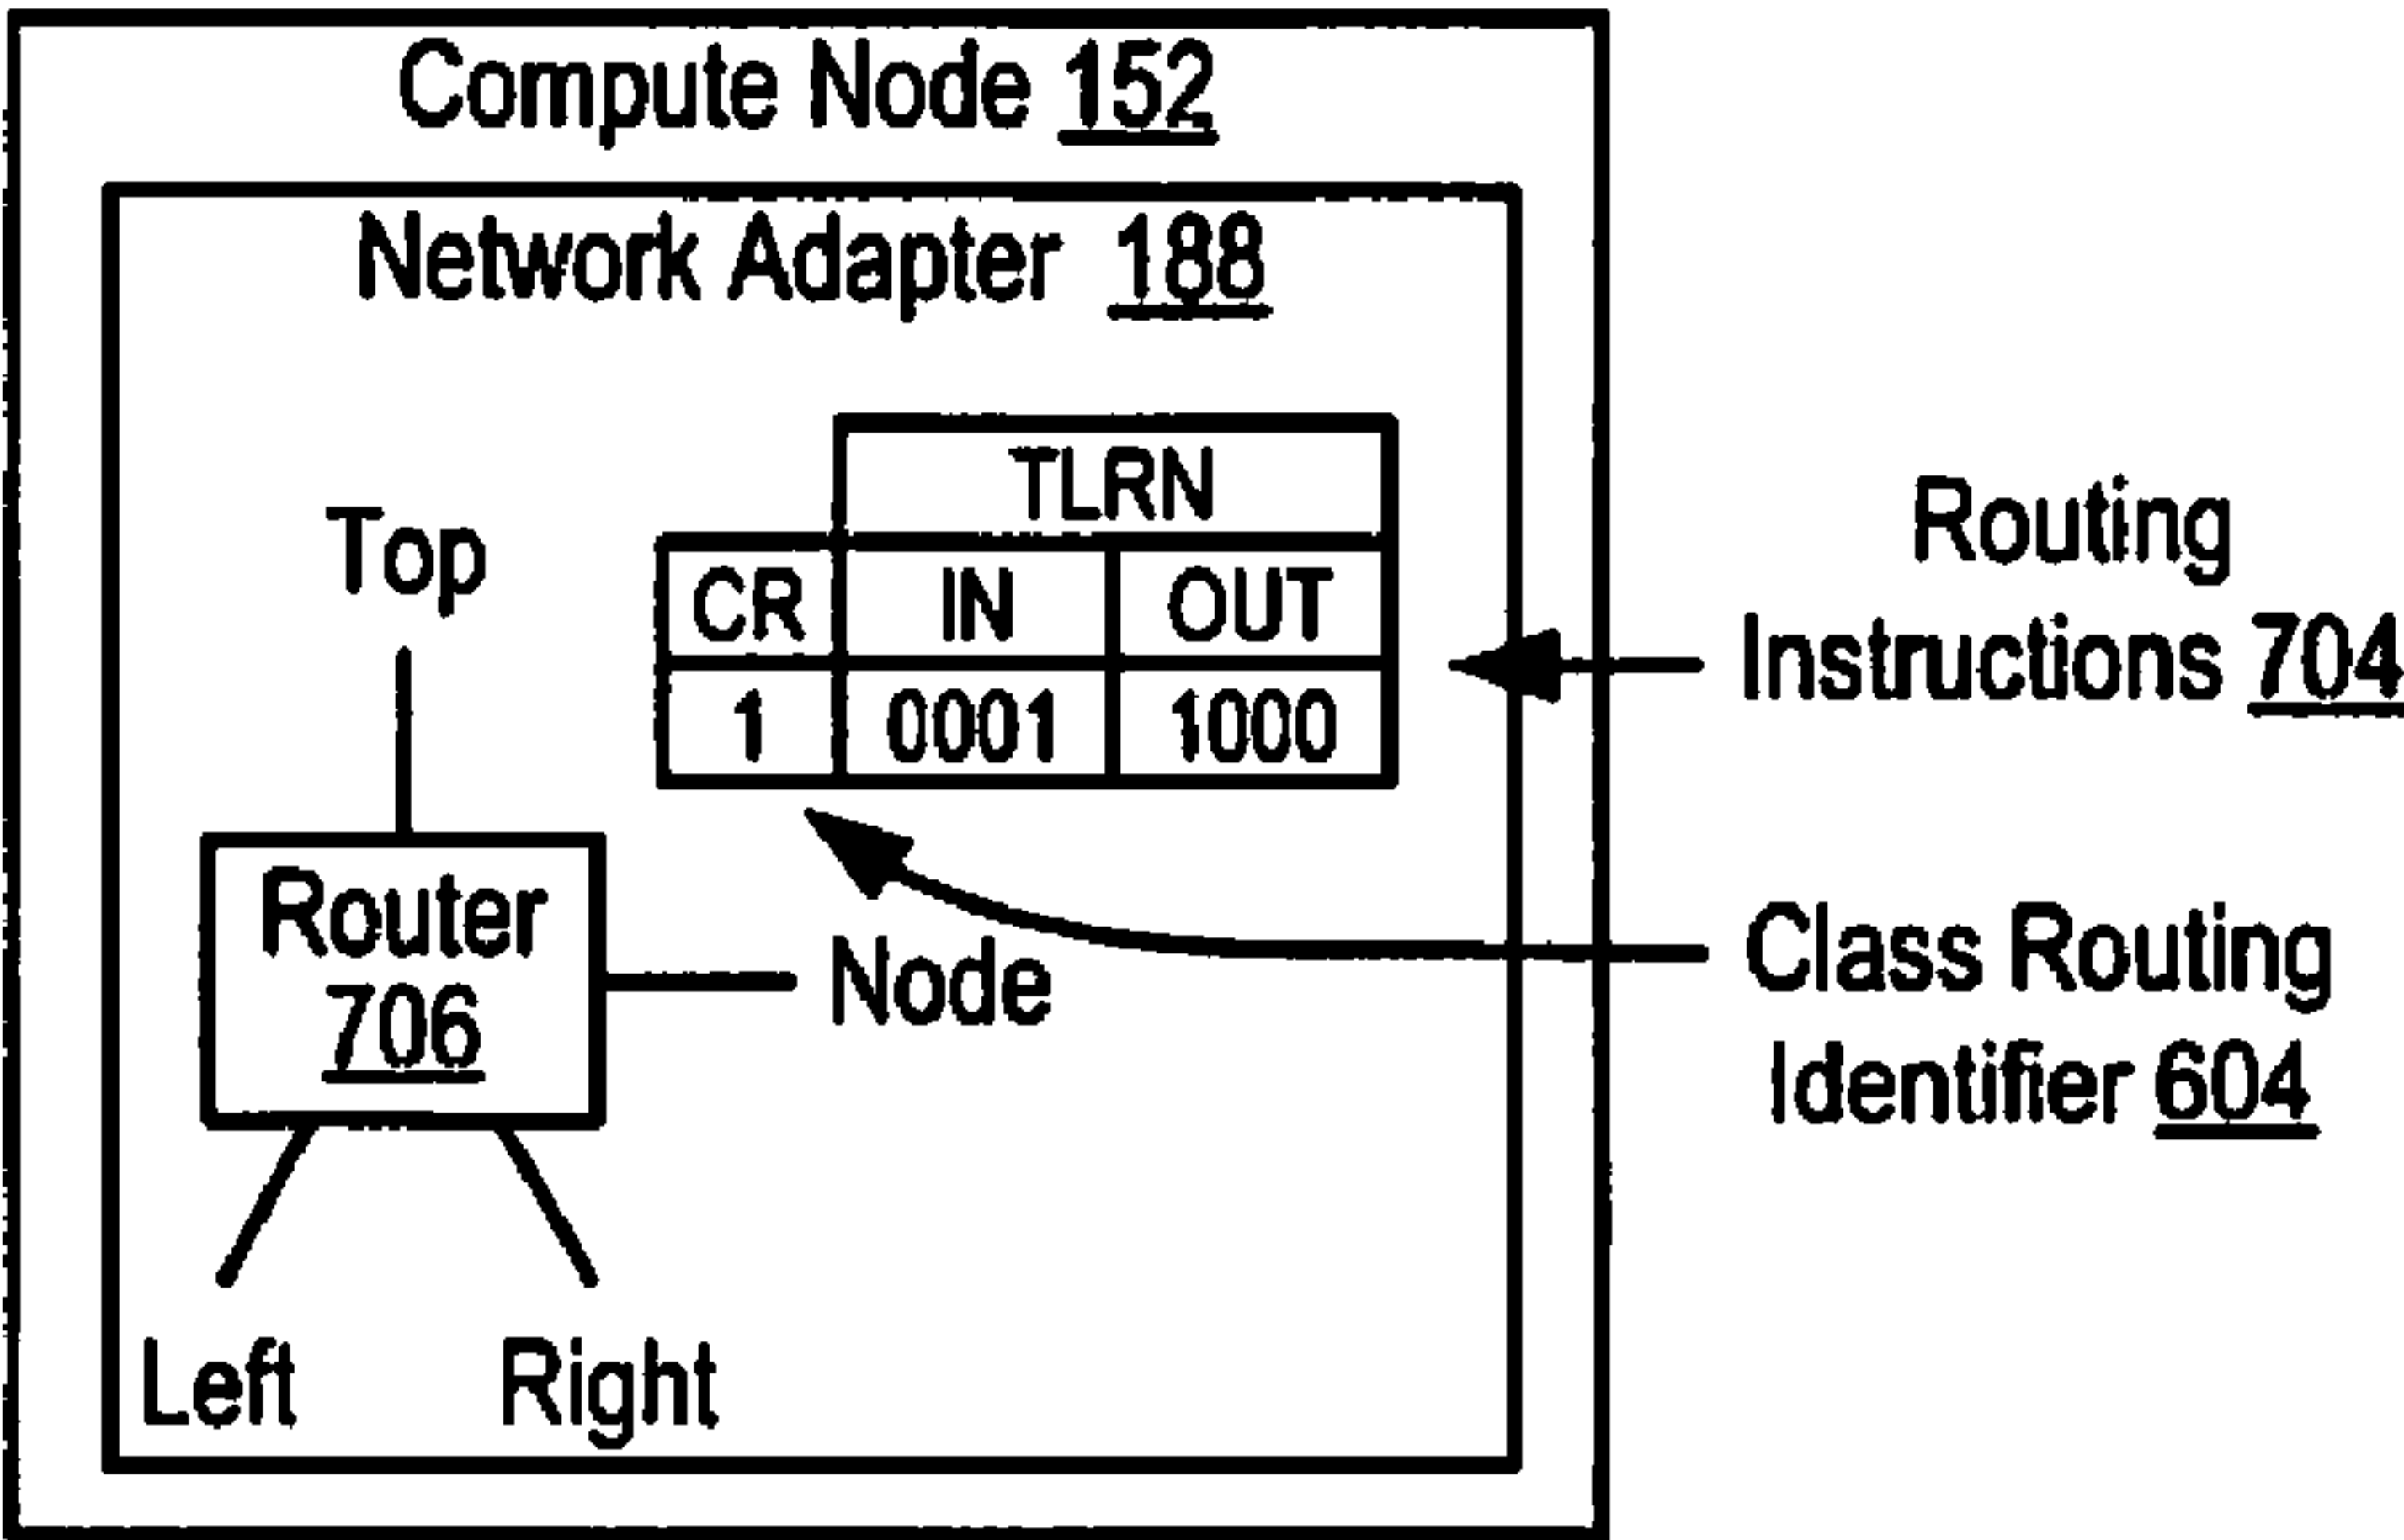 Compute Node 152
Network Adapter 188
TLRN
CR IN OUT
1 0001 1000
Top
Router
706
Node
Left Right
Routing
Instructions 704
Class Routing
Identifier 604